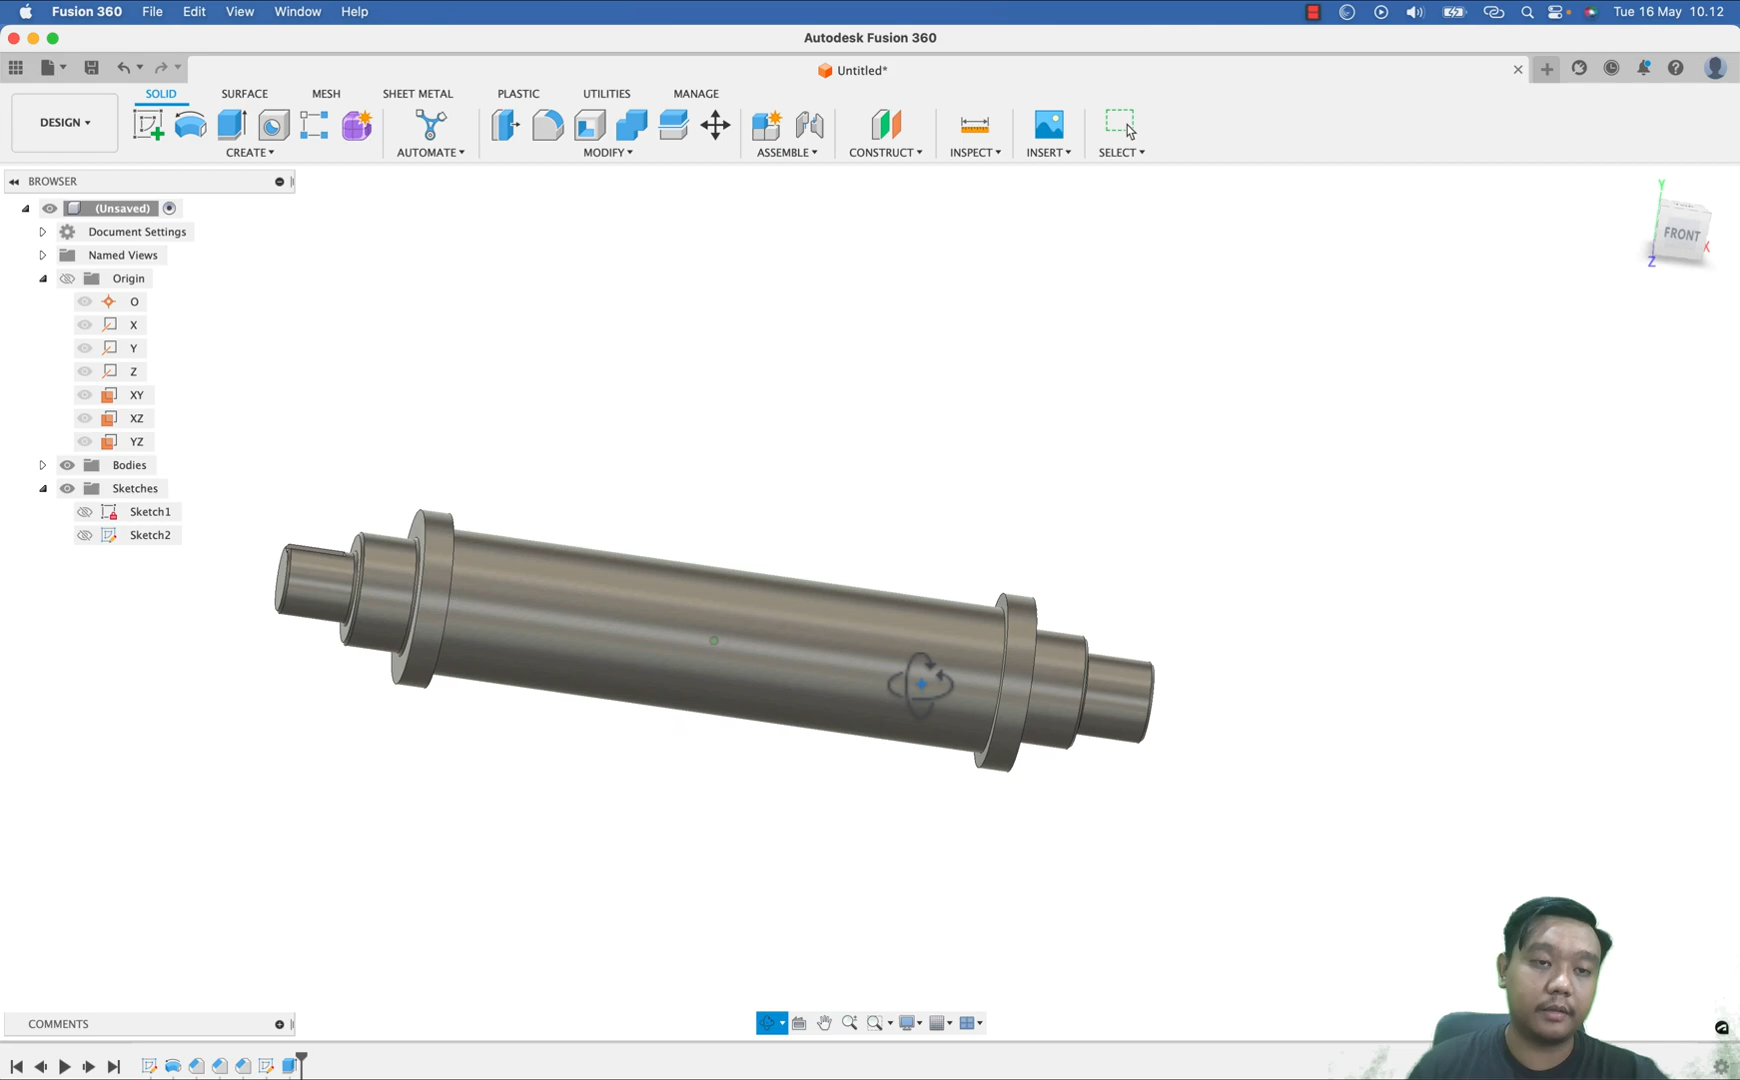 Fusion 360 File Edit View Window Help Tue 16 May 10.12
Autodesk Fusion 360
Untitled*
DESIGN
SOLID SURFACE MESH SHEET METAL PLASTIC UTILITIES MANAGE
CREATE AUTOMATE MODIFY ASSEMBLE CONSTRUCT INSPECT INSERT SELECT
BROWSER
(Unsaved)
Document Settings
Named Views
Origin
O
X
Y
Z
XY
XZ
YZ
Bodies
Sketches
Sketch1
Sketch2
Y
FRONT
X
Z
COMMENTS